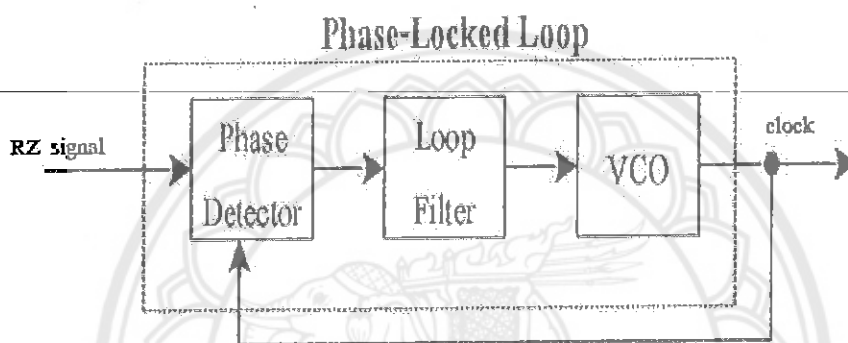 Phase-Locked Loop
RZ signal
Phase
Detector
Loop
Filter
VCO
clock